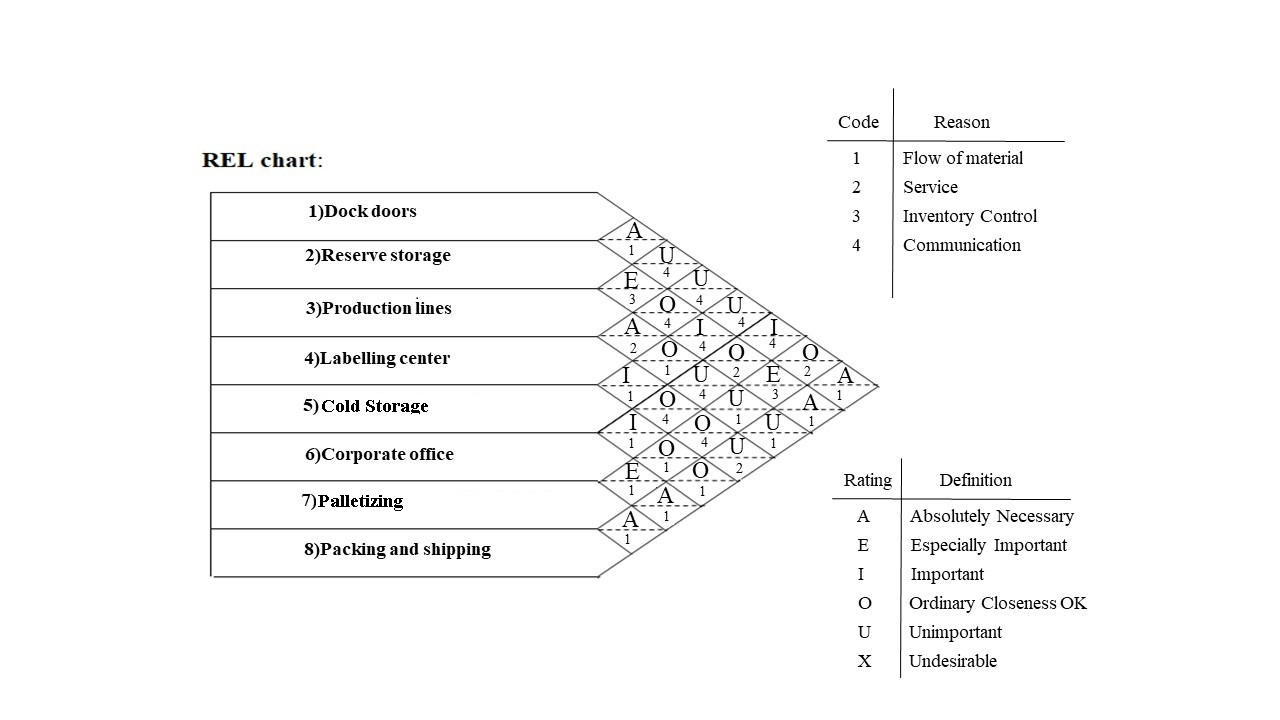 REL chart:
1)Dock doors
2)Reserve storage
3)Production lines
4)Labelling center
5) Cold Storage
6)Corporate office
7)Palletizing
8)Packing and shipping
A
1 U
E 4 U
3 O 4 U
A 4 I 4 I
2 O 4 O 4 O
I 1 U 2 E 2 A
1 O 4 U 3 A 1
I 4 O 1 U 1
1 O 4 U 1
E 1 O 2
1 A 1
A 1
1
Code Reason
1 Flow of material
2 Service
3 Inventory Control
4 Communication
Rating Definition
A Absolutely Necessary
E Especially Important
I Important
O Ordinary Closeness OK
U Unimportant
X Undesirable